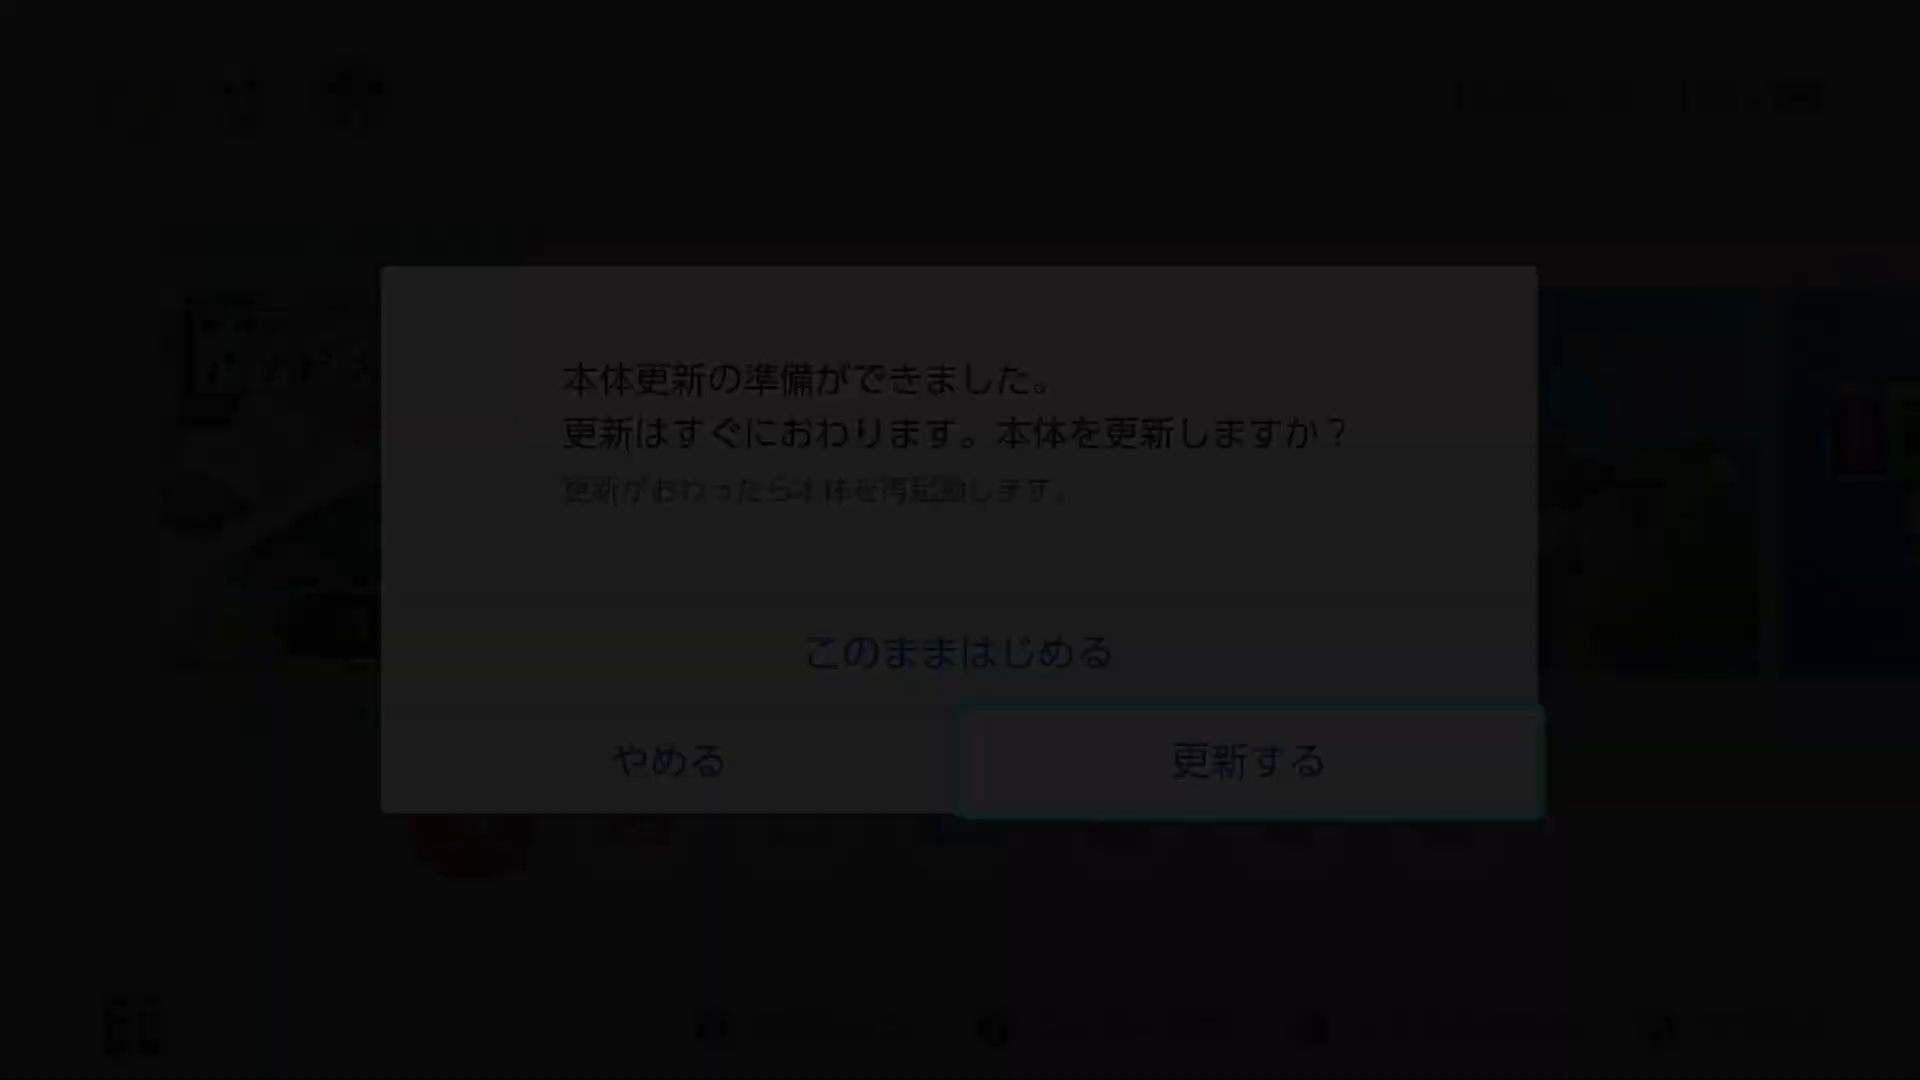 本体更新の準備ができました。
更新はすぐにおわります。本体を更新しますか？
更新がおわったら本体を再起動します。
このままはじめる
やめる
更新する